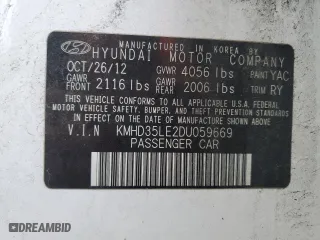 MANUFACTURED IN KOREA BY
HYUNDAI MOTOR COMPANY
OCT/26/12 GVWR 4056 lbs PAINT YAC
GAWR FRONT 2116 lbs GAWR REAR 2006 lbs TRIM RY
THIS VEHICLE CONFORMS TO ALL APPLICABLE U.S. FEDERAL
MOTOR VEHICLE SAFETY, BUMPER, AND THEFT PREVENTION
STANDARDS IN EFFECT ON THE DATE OF MANUFACTURE SHOWN ABOVE.
V.I.N KMHD35LE2DU059669
PASSENGER CAR